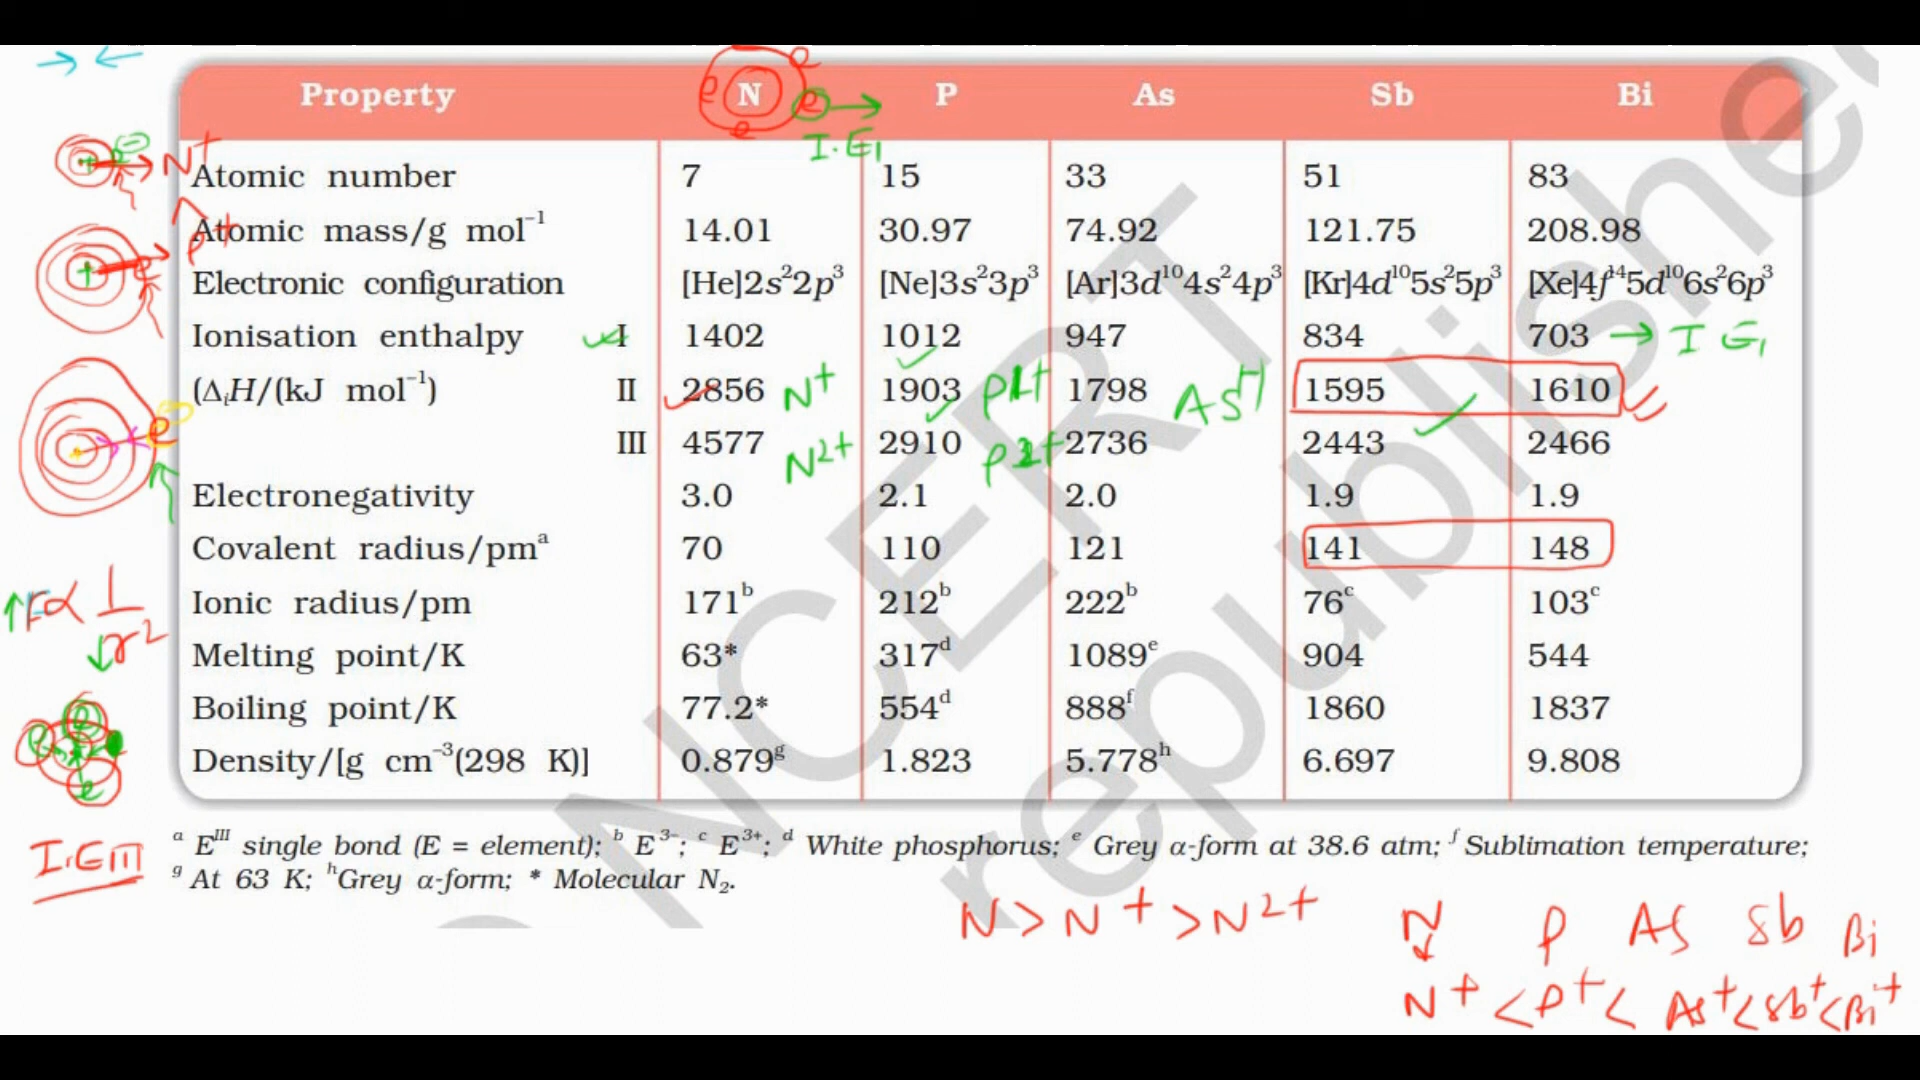 Property N P As Sb Bi
e e e e
I.E1
Atomic number 7 15 33 51 83
Atomic mass/g mol⁻¹ 14.01 30.97 74.92 121.75 208.98
Electronic configuration [He]2s²2p³ [Ne]3s²3p³ [Ar]3d¹⁰4s²4p³ [Kr]4d¹⁰5s²5p³ [Xe]4f¹⁴5d¹⁰6s²6p³
Ionisation enthalpy I 1402 1012 947 834 703 → I E1
(ΔᵢH/(kJ mol⁻¹) II 2856 N+ 1903 P1+ 1798 As+ 1595 1610
III 4577 N2+ 2910 P2+ 2736 2443 2466
Electronegativity 3.0 2.1 2.0 1.9 1.9
Covalent radius/pmᵃ 70 110 121 141 148
Ionic radius/pm 171ᵇ 212ᵇ 222ᵇ 76ᶜ 103ᶜ
Melting point/K 63* 317ᵈ 1089ᵉ 904 544
Boiling point/K 77.2* 554ᵈ 888ᶠ 1860 1837
Density/[g cm⁻³(298 K)] 0.879ᵍ 1.823 5.778ʰ 6.697 9.808
ᵃ Eᴵᴵᴵ single bond (E = element); ᵇ E³⁻; ᶜ E³⁺; ᵈ White phosphorus; ᵉ Grey α-form at 38.6 atm; ᶠ Sublimation temperature;
ᵍ At 63 K; ʰGrey α-form; * Molecular N₂.
N+
P+
e
F∝ 1/r2
I.E III
N > N+ > N2+
N P As Sb Bi
N+ < P+ < As+ < Sb+ < Bi+
NCERT
republished